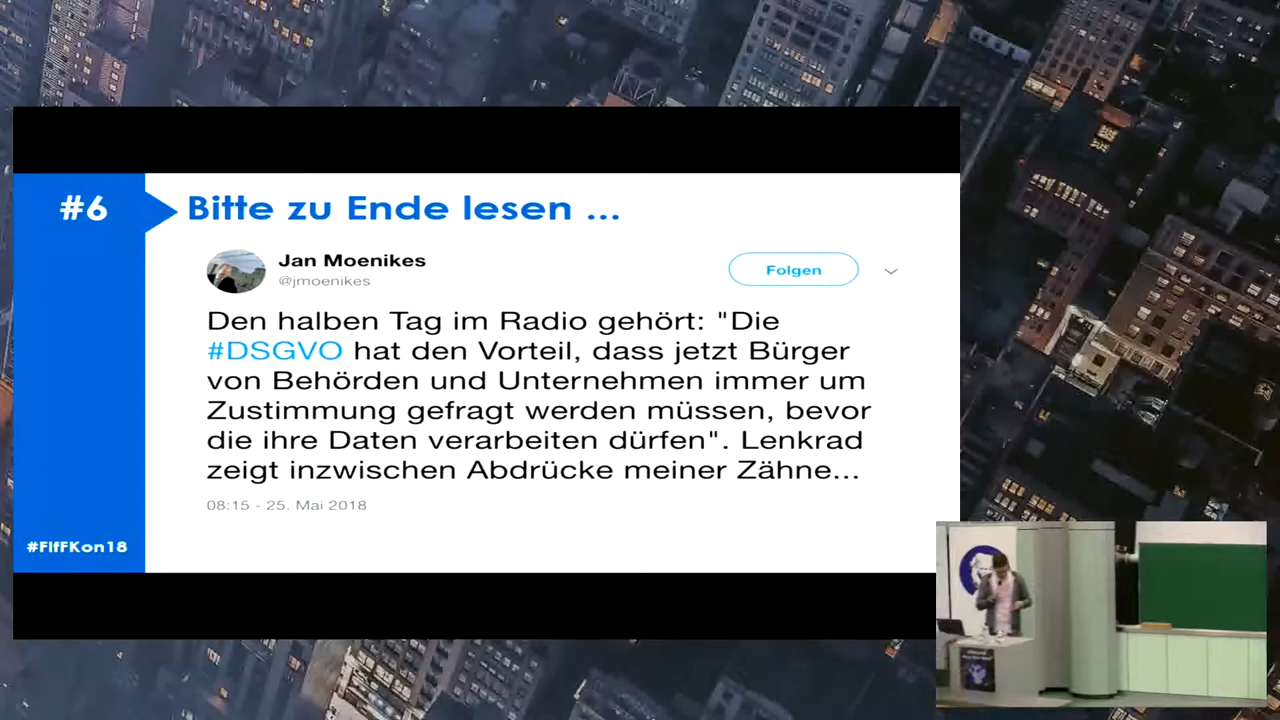 #6
Bitte zu Ende lesen ...
Jan Moenikes
@jmoenikes
Folgen
Den halben Tag im Radio gehört: "Die
#DSGVO hat den Vorteil, dass jetzt Bürger
von Behörden und Unternehmen immer um
Zustimmung gefragt werden müssen, bevor
die ihre Daten verarbeiten dürfen". Lenkrad
zeigt inzwischen Abdrücke meiner Zähne...
08:15 - 25. Mai 2018
#FIfFKon18